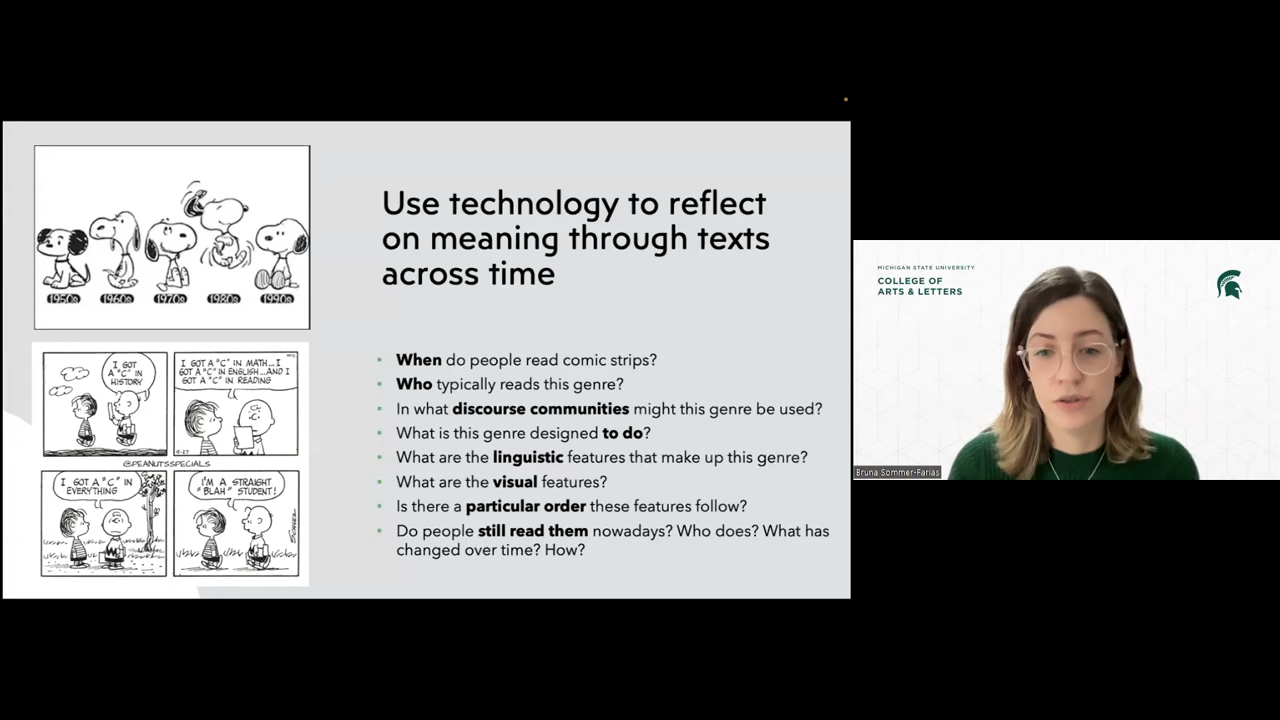 Use technology to reflect
on meaning through texts
across time
1950s 1960s 1970s 1980s 1990s
I GOT
A "C" IN
HISTORY
I GOT A "C" IN MATH...I
GOT A "C" IN ENGLISH...AND I
GOT A "C" IN READING
4-27
@PEANUTSSPECIALS
I GOT A "C" IN
EVERYTHING
I'M A STRAIGHT
"BLAH" STUDENT!
SCHULZ
• When do people read comic strips?
• Who typically reads this genre?
• In what discourse communities might this genre be used?
• What is this genre designed to do?
• What are the linguistic features that make up this genre?
• What are the visual features?
• Is there a particular order these features follow?
• Do people still read them nowadays? Who does? What has
changed over time? How?
MICHIGAN STATE UNIVERSITY
COLLEGE OF
ARTS & LETTERS
Bruna Sommer-Farias